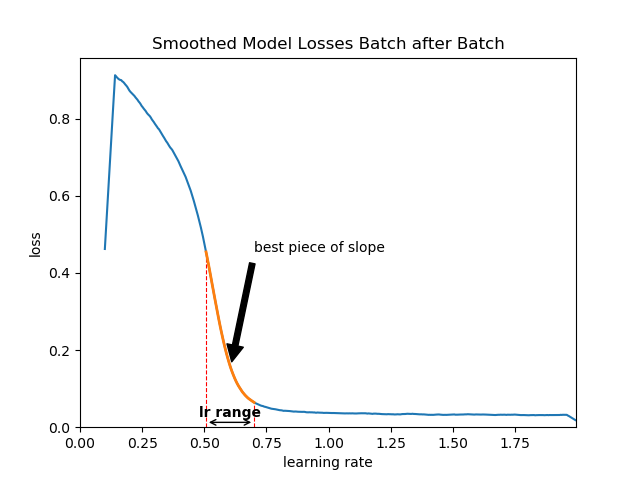 Smoothed Model Losses Batch after Batch
0.8
0.6
0.4
0.2
0.0
loss
best piece of slope
lr range
0.00 0.25 0.50 0.75 1.00 1.25 1.50 1.75
learning rate